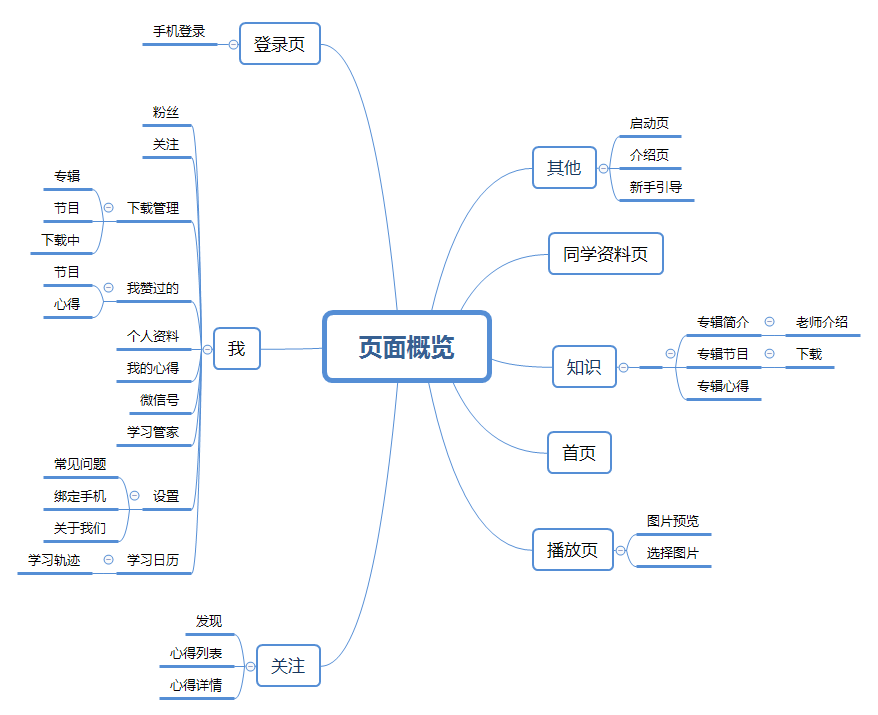 页面概览
登录页
手机登录
我
粉丝
关注
下载管理
专辑
节目
下载中
我赞过的
节目
心得
个人资料
我的心得
微信号
学习管家
设置
常见问题
绑定手机
关于我们
学习日历
学习轨迹
关注
发现
心得列表
心得详情
其他
启动页
介绍页
新手引导
同学资料页
知识
专辑简介
老师介绍
专辑节目
下载
专辑心得
首页
播放页
图片预览
选择图片